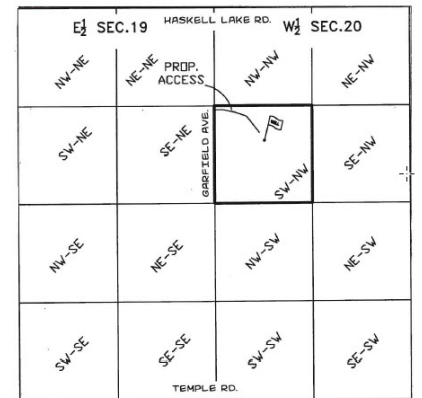 E½ SEC.19 HASKELL LAKE RD. W½ SEC.20
NW-NE NE-NE NW-NW NE-NW
PROP.
ACCESS
SW-NE SE-NE GARFIELD AVE. SW-NW SE-NW
NW-SE NE-SE NW-SW NE-SW
SW-SE SE-SE SW-SW SE-SW
TEMPLE RD.